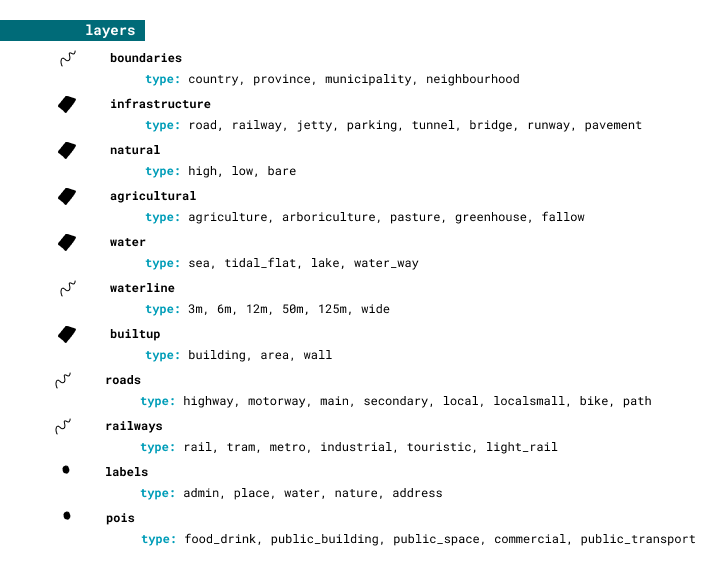 layers
boundaries
type: country, province, municipality, neighbourhood
infrastructure
type: road, railway, jetty, parking, tunnel, bridge, runway, pavement
natural
type: high, low, bare
agricultural
type: agriculture, arboriculture, pasture, greenhouse, fallow
water
type: sea, tidal_flat, lake, water_way
waterline
type: 3m, 6m, 12m, 50m, 125m, wide
builtup
type: building, area, wall
roads
type: highway, motorway, main, secondary, local, localsmall, bike, path
railways
type: rail, tram, metro, industrial, touristic, light_rail
labels
type: admin, place, water, nature, address
pois
type: food_drink, public_building, public_space, commercial, public_transport